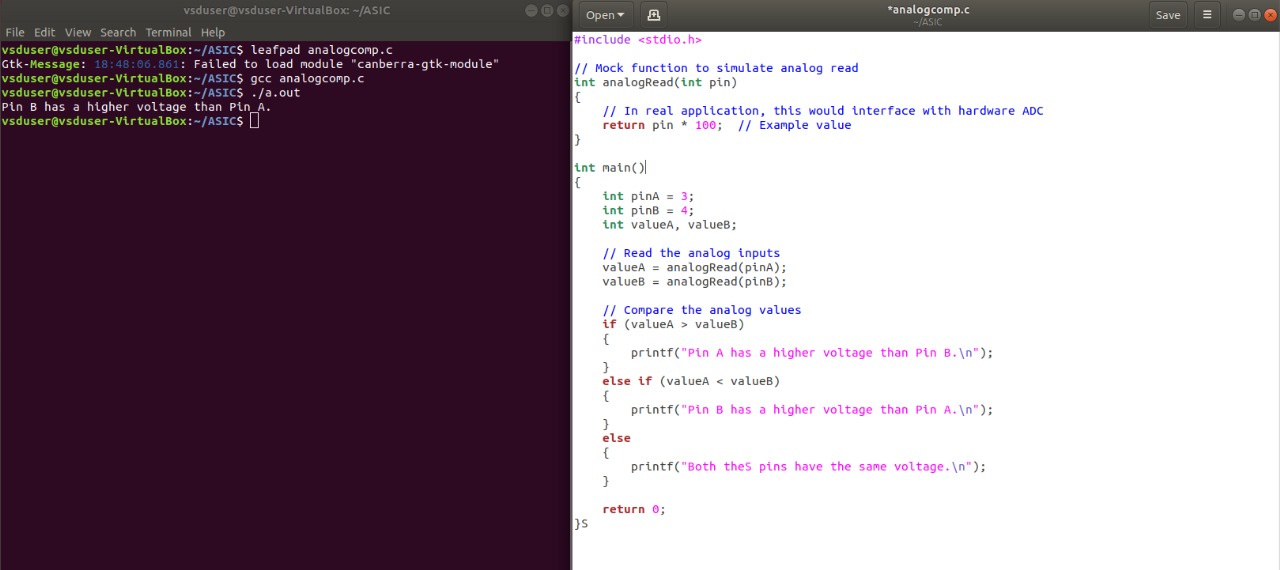 vsduser@vsduser-VirtualBox: ~/ASIC
File Edit View Search Terminal Help
vsduser@vsduser-VirtualBox:~/ASIC$ leafpad analogcomp.c
Gtk-Message: 18:48:06.861: Failed to load module "canberra-gtk-module"
vsduser@vsduser-VirtualBox:~/ASIC$ gcc analogcomp.c
vsduser@vsduser-VirtualBox:~/ASIC$ ./a.out
Pin B has a higher voltage than Pin A.
vsduser@vsduser-VirtualBox:~/ASIC$
Open
*analogcomp.c
~/ASIC
Save
#include <stdio.h>
// Mock function to simulate analog read
int analogRead(int pin)
{
    // In real application, this would interface with hardware ADC
    return pin * 100;  // Example value
}
int main()
{
    int pinA = 3;
    int pinB = 4;
    int valueA, valueB;
    // Read the analog inputs
    valueA = analogRead(pinA);
    valueB = analogRead(pinB);
    // Compare the analog values
    if (valueA > valueB)
    {
        printf("Pin A has a higher voltage than Pin B.\n");
    }
    else if (valueA < valueB)
    {
        printf("Pin B has a higher voltage than Pin A.\n");
    }
    else
    {
        printf("Both theS pins have the same voltage.\n");
    }
    return 0;
}S